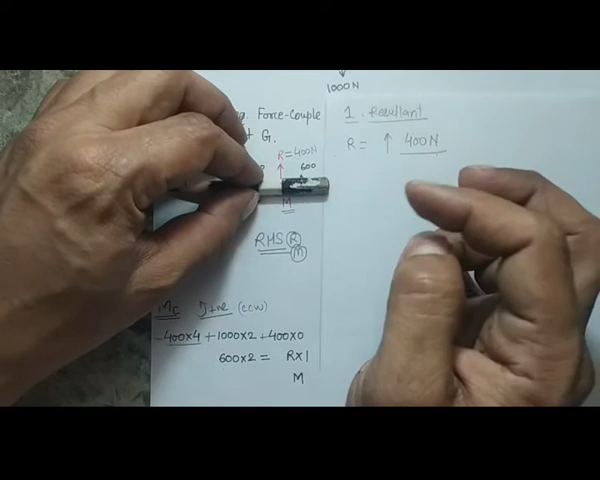 1000N
Force-Couple
G.
1. Resultant
R = ↑ 400N
R = 400N
600
M
RHS R
M
Mc +ve (ccw)
-400x4 + 1000x2 + 400x0
600x2 = Rx1
M